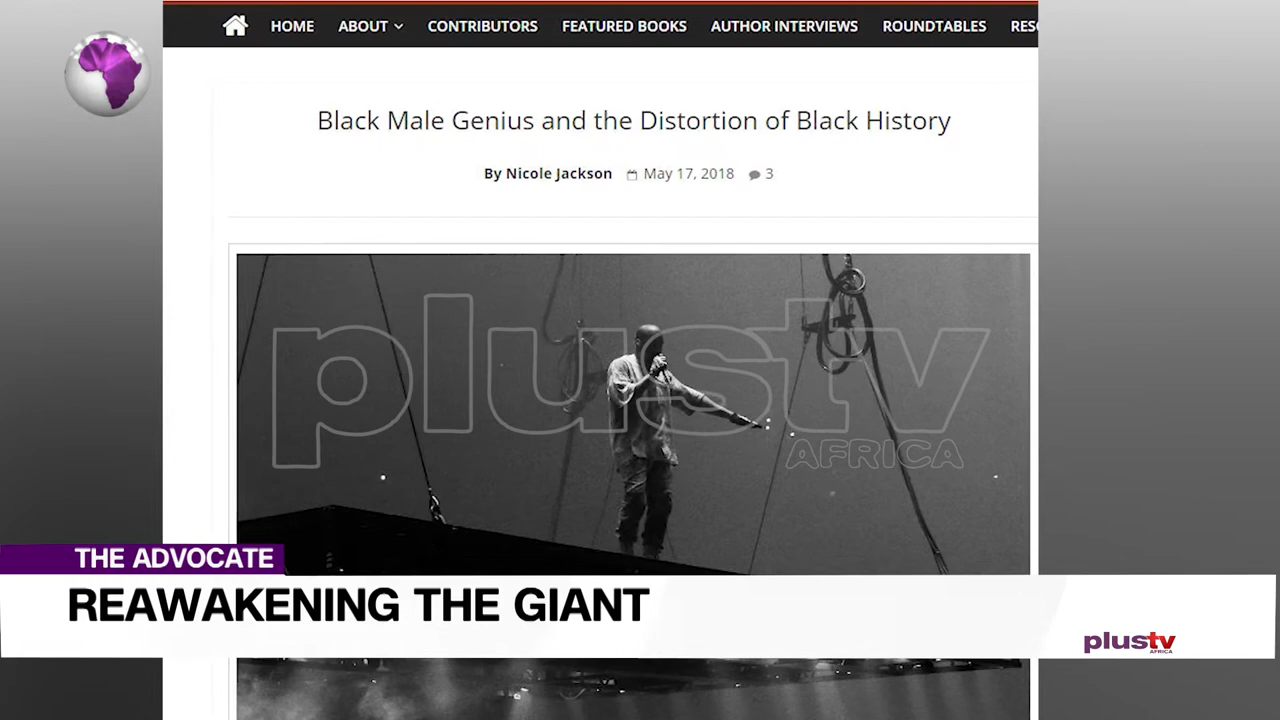 HOME ABOUT CONTRIBUTORS FEATURED BOOKS AUTHOR INTERVIEWS ROUNDTABLES RESO
Black Male Genius and the Distortion of Black History
By Nicole Jackson May 17, 2018 3
plustv
AFRICA
THE ADVOCATE
REAWAKENING THE GIANT
plustv
AFRICA